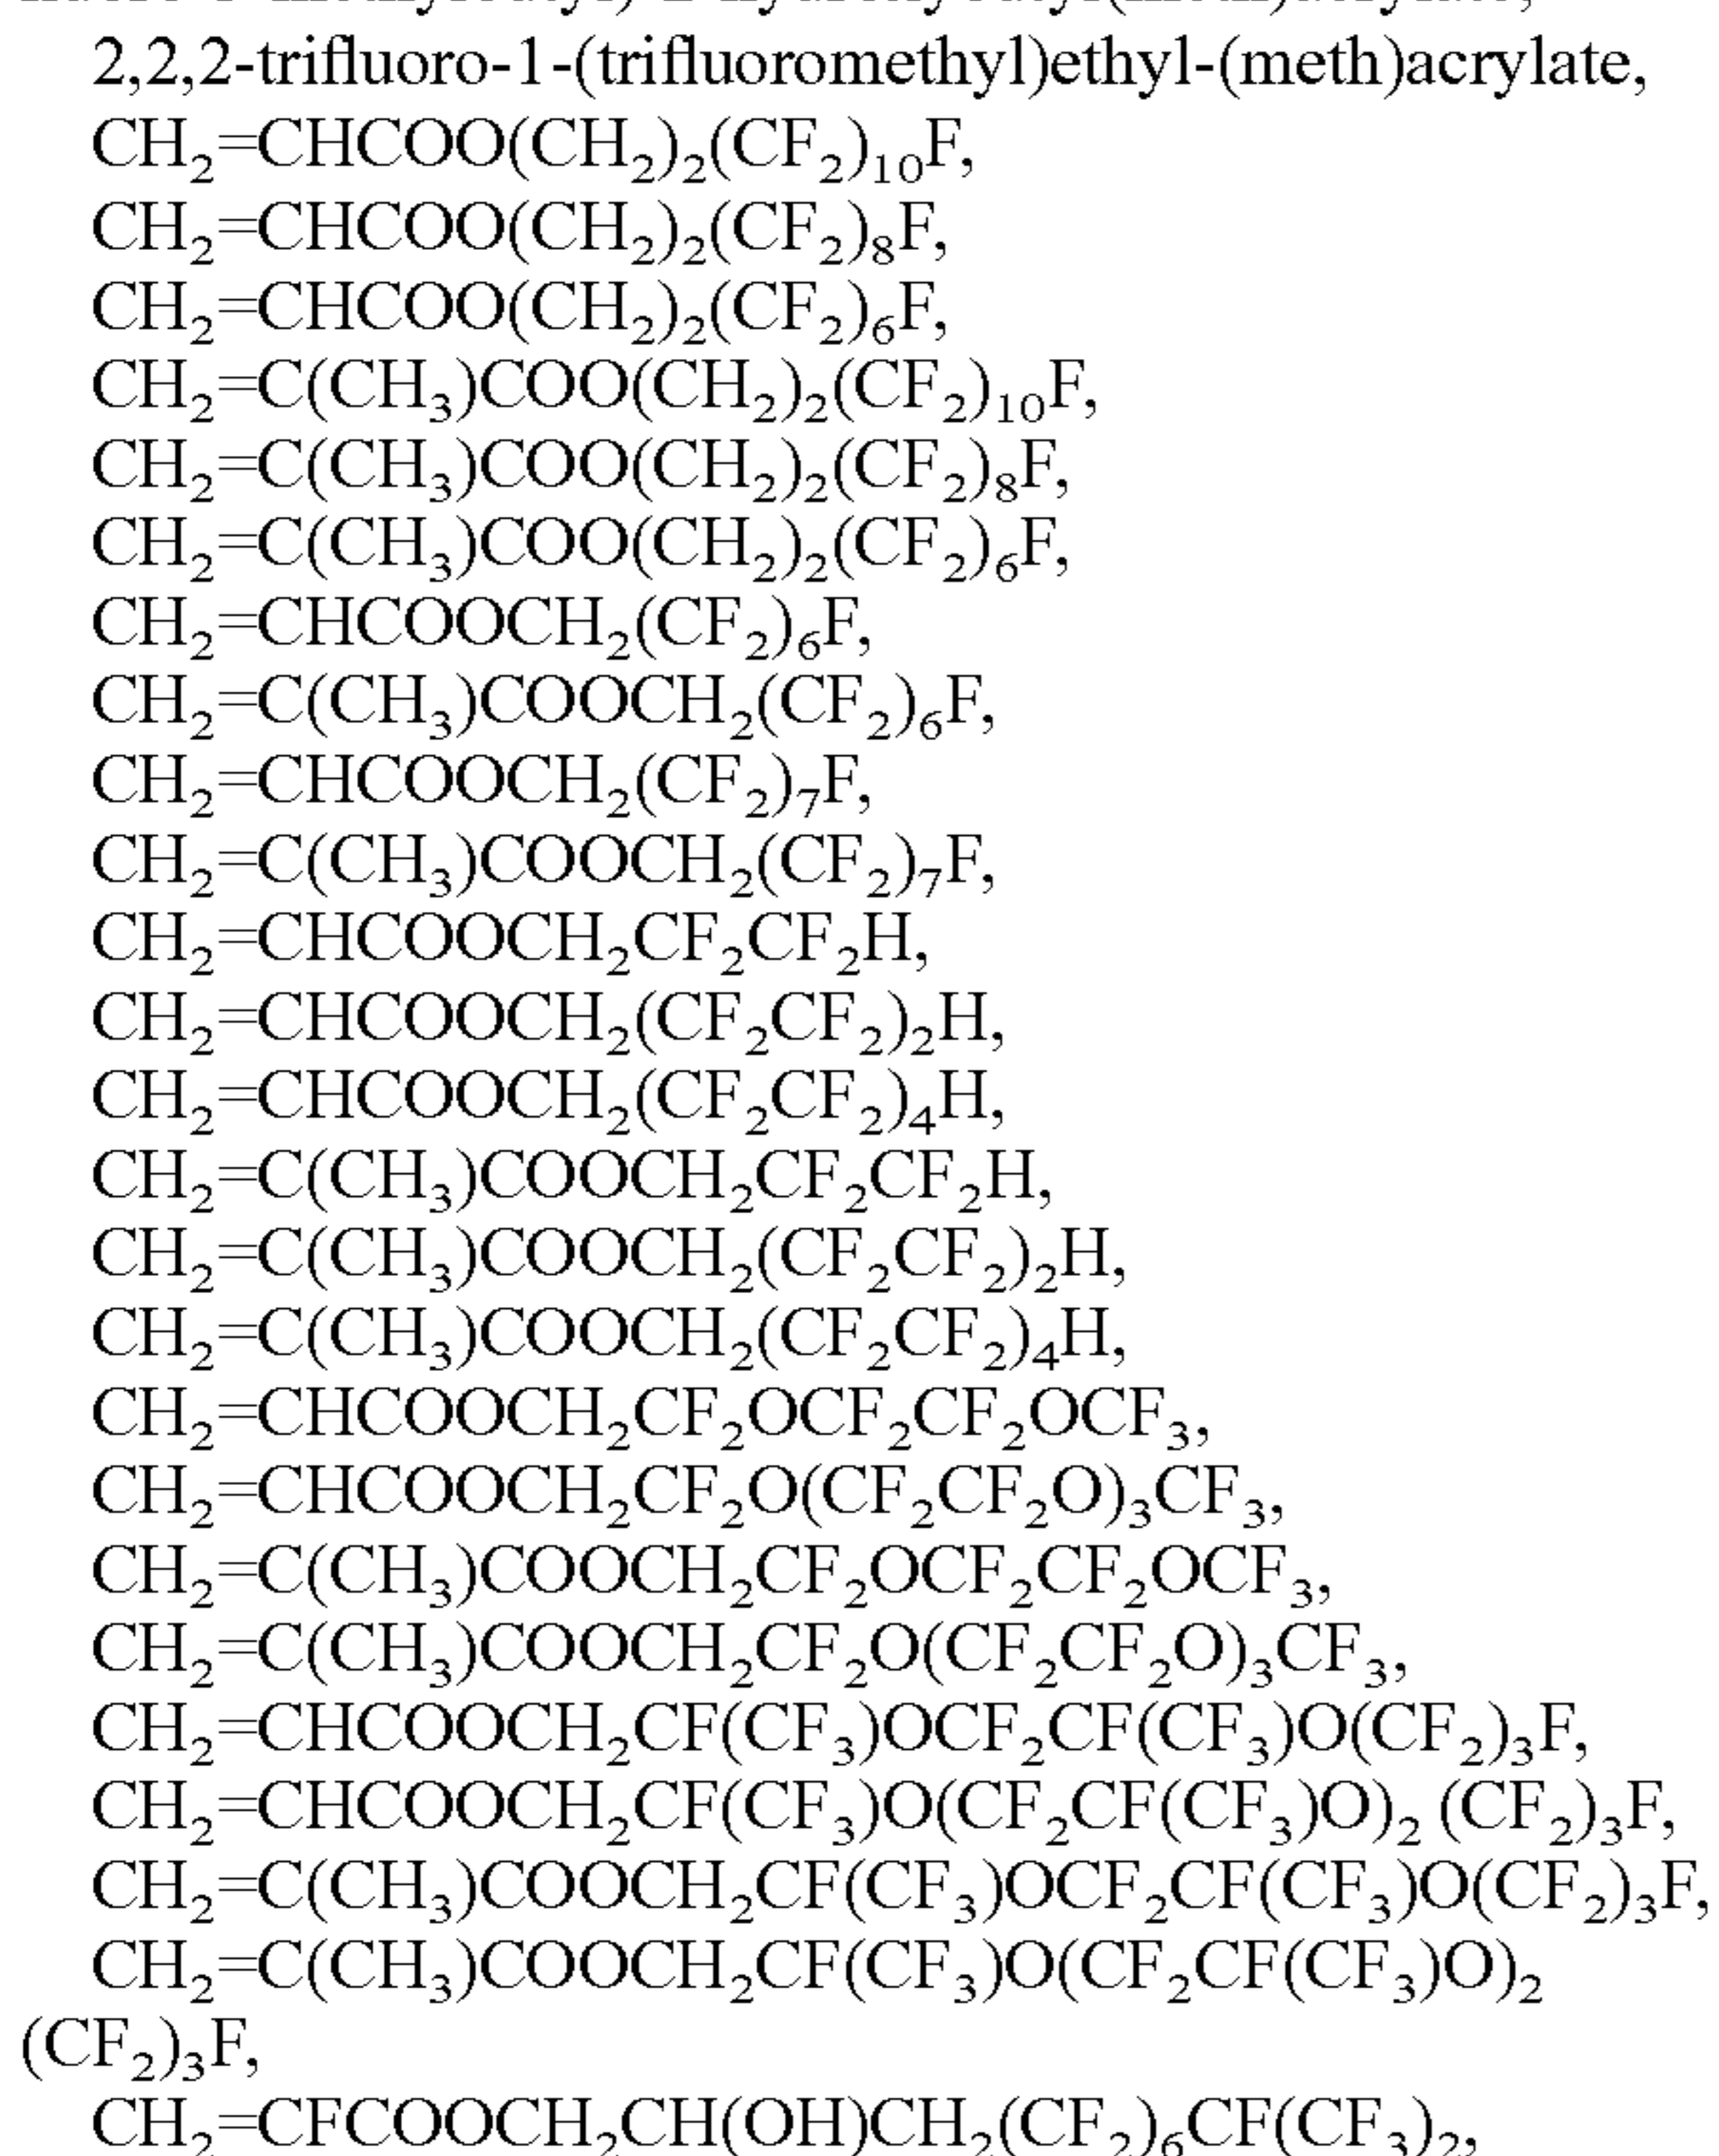 2,2,2-trifluoro-1-(trifluoromethyl)ethyl-(meth)acrylate,
CH₂=CHCOO(CH₂)₂(CF₂)₁₀F,
CH₂=CHCOO(CH₂)₂(CF₂)₈F,
CH₂=CHCOO(CH₂)₂(CF₂)₆F,
CH₂=C(CH₃)COO(CH₂)₂(CF₂)₁₀F,
CH₂=C(CH₃)COO(CH₂)₂(CF₂)₈F,
CH₂=C(CH₃)COO(CH₂)₂(CF₂)₆F,
CH₂=CHCOOCH₂(CF₂)₆F,
CH₂=C(CH₃)COOCH₂(CF₂)₆F,
CH₂=CHCOOCH₂(CF₂)₇F,
CH₂=C(CH₃)COOCH₂(CF₂)₇F,
CH₂=CHCOOCH₂CF₂CF₂H,
CH₂=CHCOOCH₂(CF₂CF₂)₂H,
CH₂=CHCOOCH₂(CF₂CF₂)₄H,
CH₂=C(CH₃)COOCH₂CF₂CF₂H,
CH₂=C(CH₃)COOCH₂(CF₂CF₂)₂H,
CH₂=C(CH₃)COOCH₂(CF₂CF₂)₄H,
CH₂=CHCOOCH₂CF₂OCF₂CF₂OCF₃,
CH₂=CHCOOCH₂CF₂O(CF₂CF₂O)₃CF₃,
CH₂=C(CH₃)COOCH₂CF₂OCF₂CF₂OCF₃,
CH₂=C(CH₃)COOCH₂CF₂O(CF₂CF₂O)₃CF₃,
CH₂=CHCOOCH₂CF(CF₃)OCF₂CF(CF₃)O(CF₂)₃F,
CH₂=CHCOOCH₂CF(CF₃)O(CF₂CF(CF₃)O)₂ (CF₂)₃F,
CH₂=C(CH₃)COOCH₂CF(CF₃)OCF₂CF(CF₃)O(CF₂)₃F,
CH₂=C(CH₃)COOCH₂CF(CF₃)O(CF₂CF(CF₃)O)₂
(CF₂)₃F,
CH₂=CFCOOCH₂CH(OH)CH₂(CF₂)₆CF(CF₃)₂,